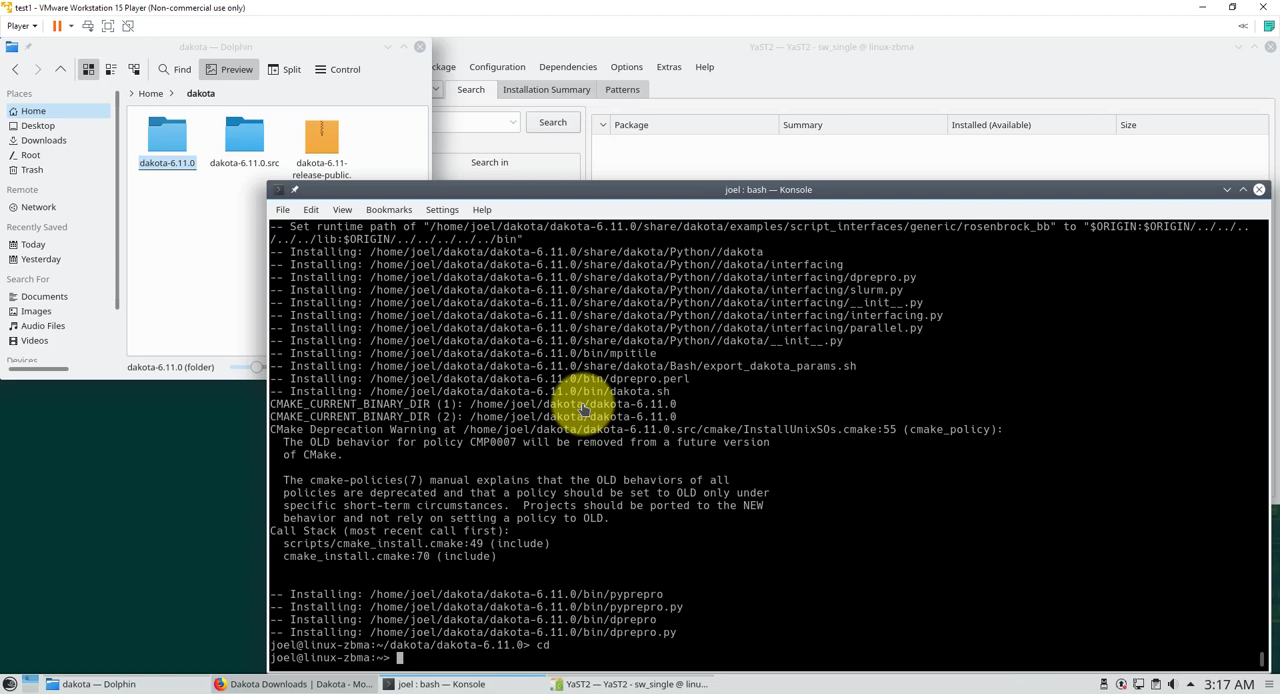 test1 - VMware Workstation 15 Player (Non-commercial use only)
Player
dakota — Dolphin
Find
Preview
Split
Control
Places
Home
Desktop
Downloads
Root
Trash
Remote
Network
Recently Saved
Today
Yesterday
Search For
Documents
Images
Audio Files
Videos
Devices
Home
dakota
dakota-6.11.0
dakota-6.11.0.src
dakota-6.11-
release-public.
dakota-6.11.0 (folder)
YaST2 — YaST2 - sw_single @ linux-zbma
ckage
Configuration
Dependencies
Options
Extras
Help
Search
Installation Summary
Patterns
Search
Search in
Package
Summary
Installed (Available)
Size
joel : bash — Konsole
File
Edit
View
Bookmarks
Settings
Help
-- Set runtime path of "/home/joel/dakota/dakota-6.11.0/share/dakota/examples/script_interfaces/generic/rosenbrock_bb" to "$ORIGIN:$ORIGIN/../../..
/../../lib:$ORIGIN/../../../../../bin"
-- Installing: /home/joel/dakota/dakota-6.11.0/share/dakota/Python//dakota
-- Installing: /home/joel/dakota/dakota-6.11.0/share/dakota/Python//dakota/interfacing
-- Installing: /home/joel/dakota/dakota-6.11.0/share/dakota/Python//dakota/interfacing/dprepro.py
-- Installing: /home/joel/dakota/dakota-6.11.0/share/dakota/Python//dakota/interfacing/slurm.py
-- Installing: /home/joel/dakota/dakota-6.11.0/share/dakota/Python//dakota/interfacing/__init__.py
-- Installing: /home/joel/dakota/dakota-6.11.0/share/dakota/Python//dakota/interfacing/interfacing.py
-- Installing: /home/joel/dakota/dakota-6.11.0/share/dakota/Python//dakota/interfacing/parallel.py
-- Installing: /home/joel/dakota/dakota-6.11.0/share/dakota/Python//dakota/__init__.py
-- Installing: /home/joel/dakota/dakota-6.11.0/bin/mpitile
-- Installing: /home/joel/dakota/dakota-6.11.0/share/dakota/Bash/export_dakota_params.sh
-- Installing: /home/joel/dakota/dakota-6.11.0/bin/dprepro.perl
-- Installing: /home/joel/dakota/dakota-6.11.0/bin/dakota.sh
CMAKE_CURRENT_BINARY_DIR (1): /home/joel/dakota/dakota-6.11.0
CMAKE_CURRENT_BINARY_DIR (2): /home/joel/dakota/dakota-6.11.0
CMake Deprecation Warning at /home/joel/dakota/dakota-6.11.0.src/cmake/InstallUnixSOs.cmake:55 (cmake_policy):
The OLD behavior for policy CMP0007 will be removed from a future version
of CMake.
The cmake-policies(7) manual explains that the OLD behaviors of all
policies are deprecated and that a policy should be set to OLD only under
specific short-term circumstances.  Projects should be ported to the NEW
behavior and not rely on setting a policy to OLD.
Call Stack (most recent call first):
scripts/cmake_install.cmake:49 (include)
cmake_install.cmake:70 (include)
-- Installing: /home/joel/dakota/dakota-6.11.0/bin/pyprepro
-- Installing: /home/joel/dakota/dakota-6.11.0/bin/pyprepro.py
-- Installing: /home/joel/dakota/dakota-6.11.0/bin/dprepro
-- Installing: /home/joel/dakota/dakota-6.11.0/bin/dprepro.py
joel@linux-zbma:~/dakota/dakota-6.11.0> cd
joel@linux-zbma:~>
dakota — Dolphin
Dakota Downloads | Dakota - Mo...
joel : bash — Konsole
YaST2 — YaST2 - sw_single @ linu...
3:17 AM